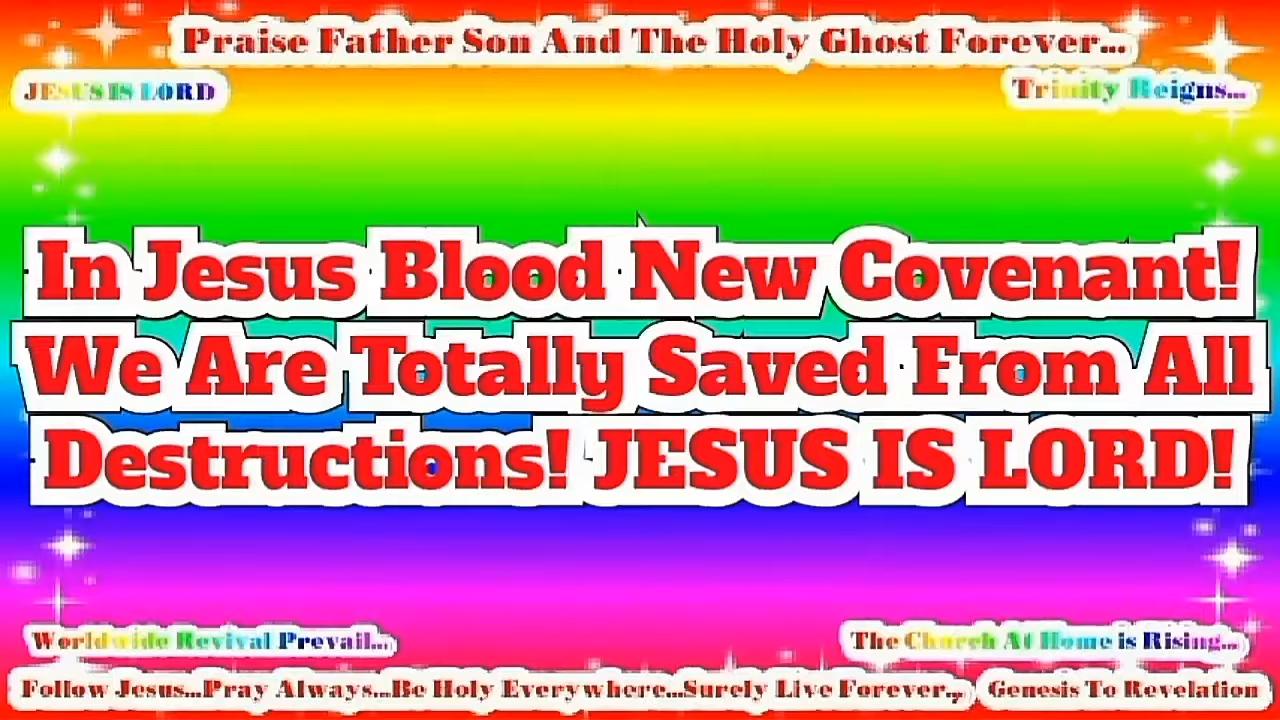 Praise Father Son And The Holy Ghost Forever...
JESUS IS LORD
Trinity Reigns...
In Jesus Blood New Covenant!
We Are Totally Saved From All
Destructions! JESUS IS LORD!
Worldwide Revival Prevail...
The Church At Home is Rising...
Follow Jesus...Pray Always...Be Holy Everywhere...Surely Live Forever...
Genesis To Revelation